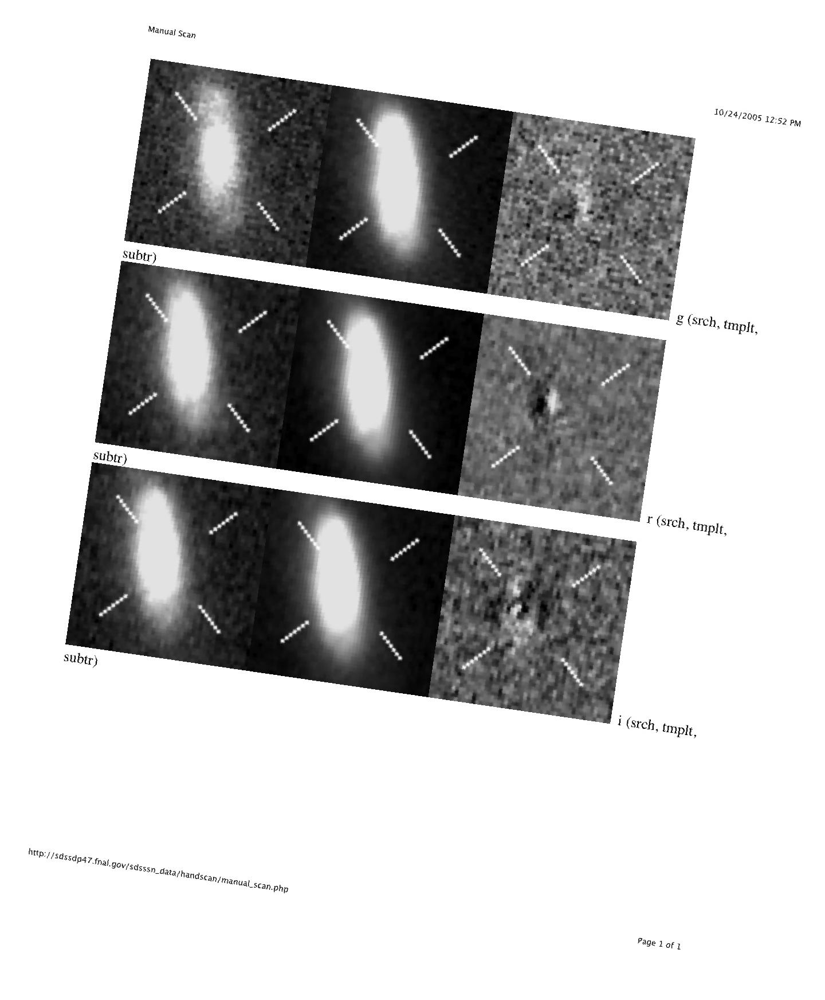 Manual Scan
10/24/2005 12:52 PM
g (srch, tmplt,
subtr)
r (srch, tmplt,
subtr)
i (srch, tmplt,
subtr)
http://sdssdp47.fnal.gov/sdsssn_data/handscan/manual_scan.php
Page 1 of 1